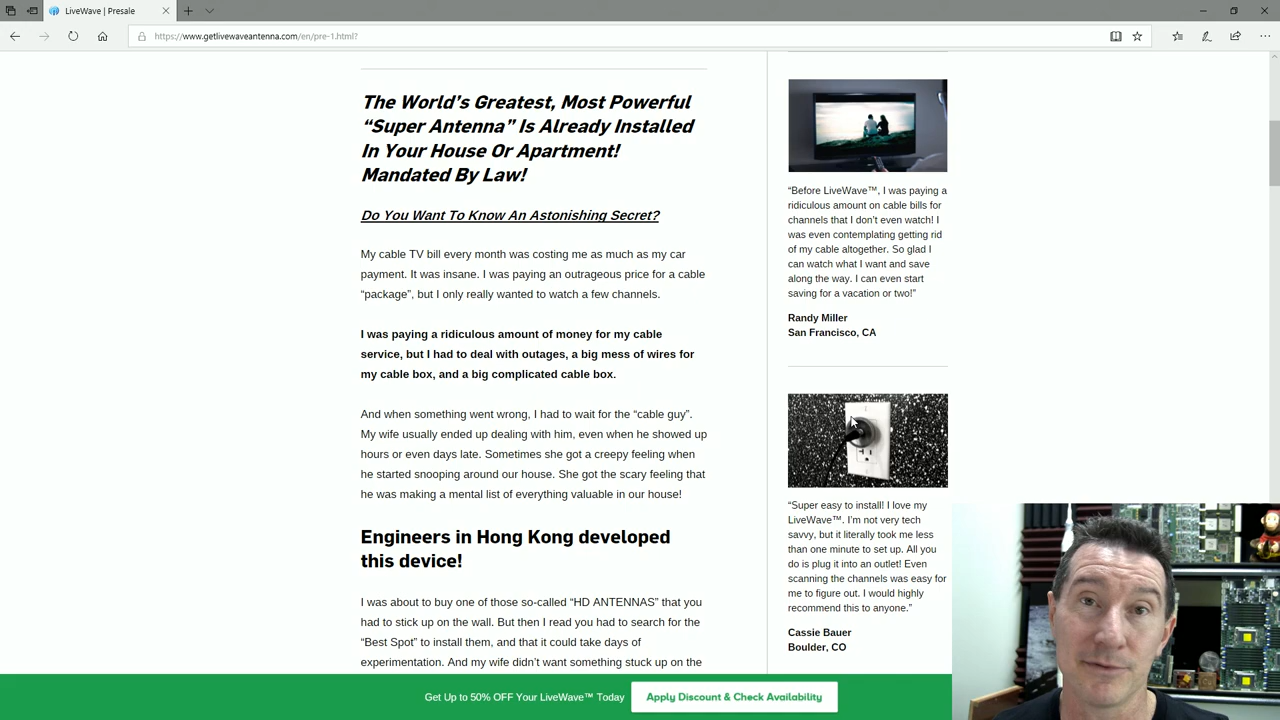 LiveWave | Presale
https://www.getlivewaveantenna.com/en/pre-1.html?
The World's Greatest, Most Powerful
“Super Antenna” Is Already Installed
In Your House Or Apartment!
Mandated By Law!
Do You Want To Know An Astonishing Secret?
My cable TV bill every month was costing me as much as my car
payment. It was insane. I was paying an outrageous price for a cable
“package”, but I only really wanted to watch a few channels.
I was paying a ridiculous amount of money for my cable
service, but I had to deal with outages, a big mess of wires for
my cable box, and a big complicated cable box.
And when something went wrong, I had to wait for the “cable guy”.
My wife usually ended up dealing with him, even when he showed up
hours or even days late. Sometimes she got a creepy feeling when
he started snooping around our house. She got the scary feeling that
he was making a mental list of everything valuable in our house!
Engineers in Hong Kong developed
this device!
I was about to buy one of those so-called “HD ANTENNAS” that you
had to stick up on the wall. But then I read you had to search for the
“Best Spot” to install them, and that it could take days of
experimentation. And my wife didn't want something stuck up on the
“Before LiveWave™, I was paying a
ridiculous amount on cable bills for
channels that I don't even watch! I
was even contemplating getting rid
of my cable altogether. So glad I
can watch what I want and save
along the way. I can even start
saving for a vacation or two!”
Randy Miller
San Francisco, CA
“Super easy to install! I love my
LiveWave™. I'm not very tech
savvy, but it literally took me less
than one minute to set up. All you
do is plug it into an outlet! Even
scanning the channels was easy for
me to figure out. I would highly
recommend this to anyone.”
Cassie Bauer
Boulder, CO
Get Up to 50% OFF Your LiveWave™ Today
Apply Discount & Check Availability